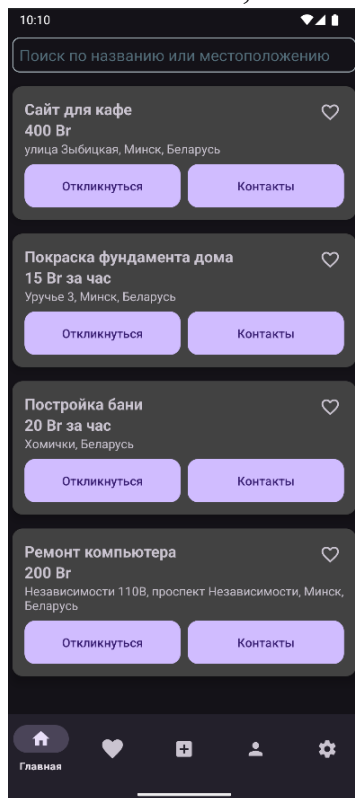 10:10
Поиск по названию или местоположению
Сайт для кафе
400 Br
улица Зыбицкая, Минск, Беларусь
Откликнуться Контакты
Покраска фундамента дома
15 Br за час
Уручье 3, Минск, Беларусь
Откликнуться Контакты
Постройка бани
20 Br за час
Хомички, Беларусь
Откликнуться Контакты
Ремонт компьютера
200 Br
Независимости 110В, проспект Независимости, Минск,
Беларусь
Откликнуться Контакты
Главная